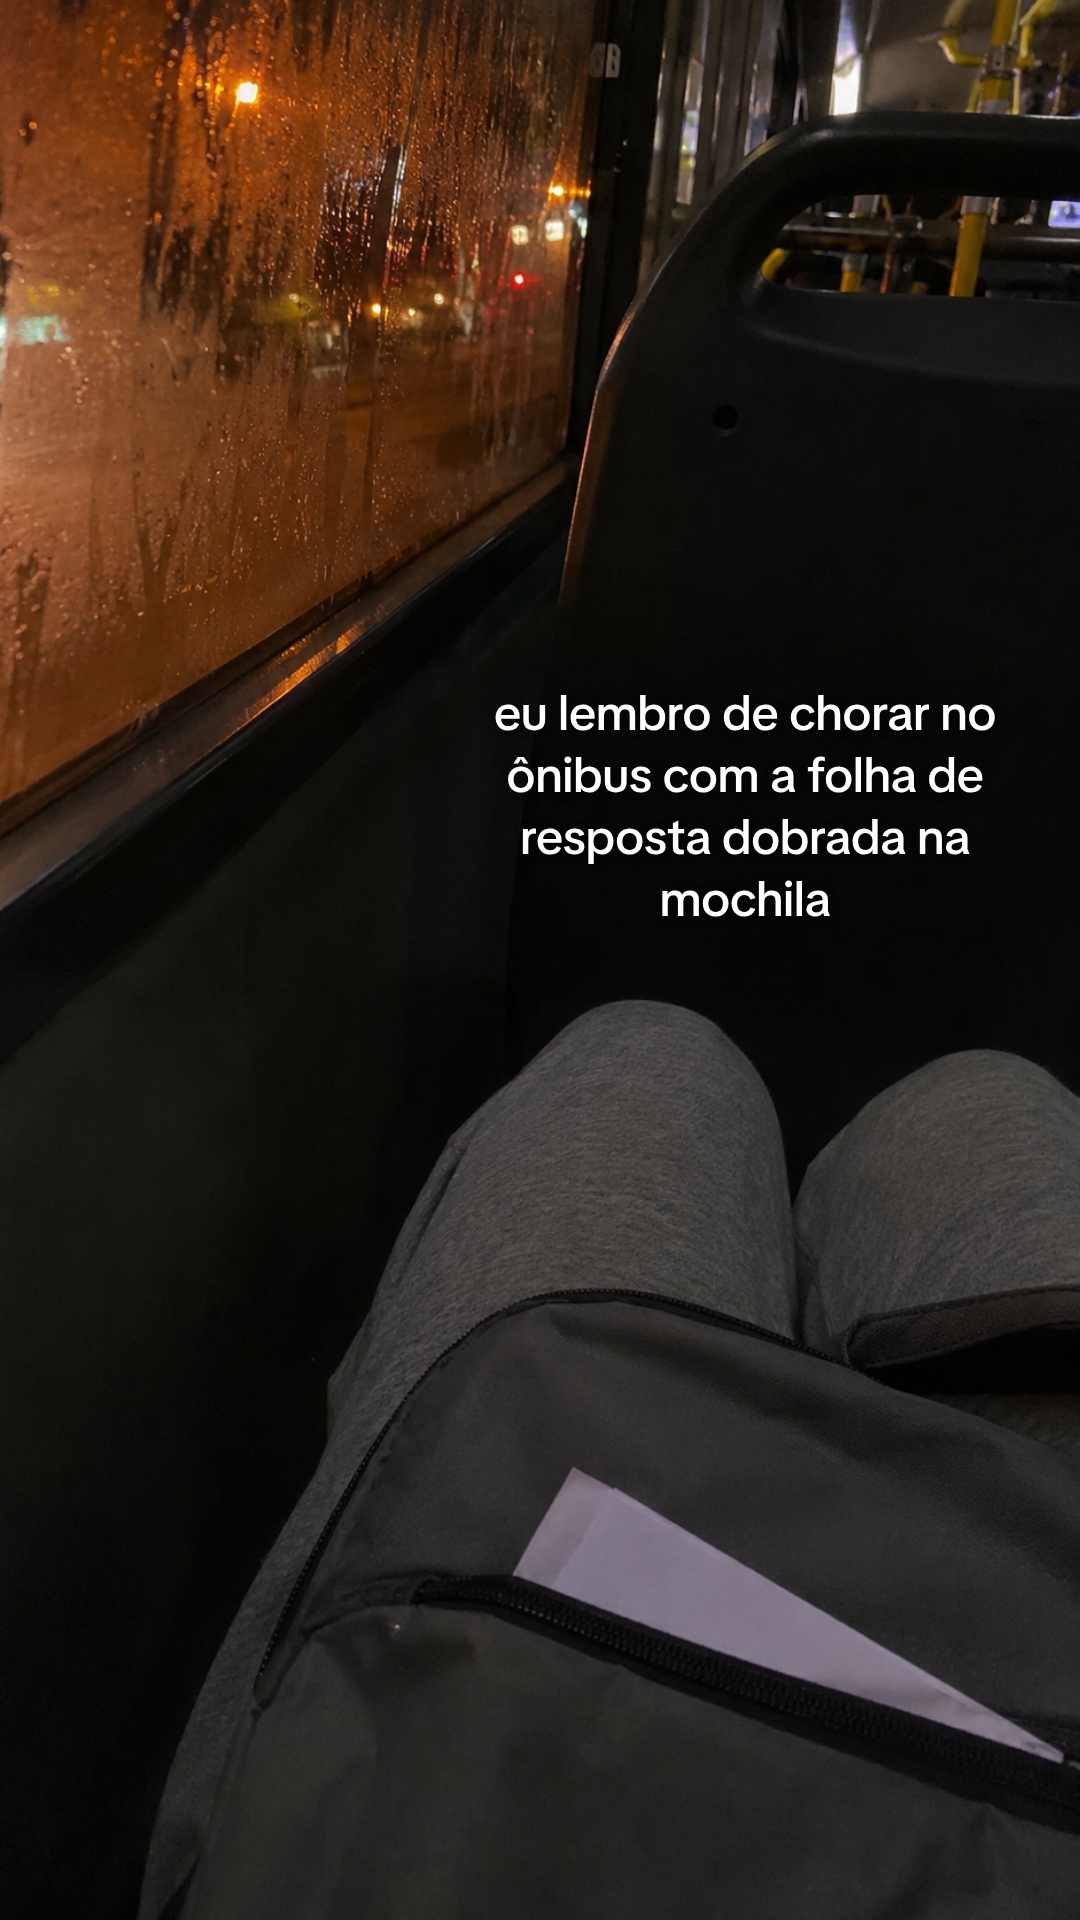 eu lembro de chorar no
ônibus com a folha de
resposta dobrada na
mochila